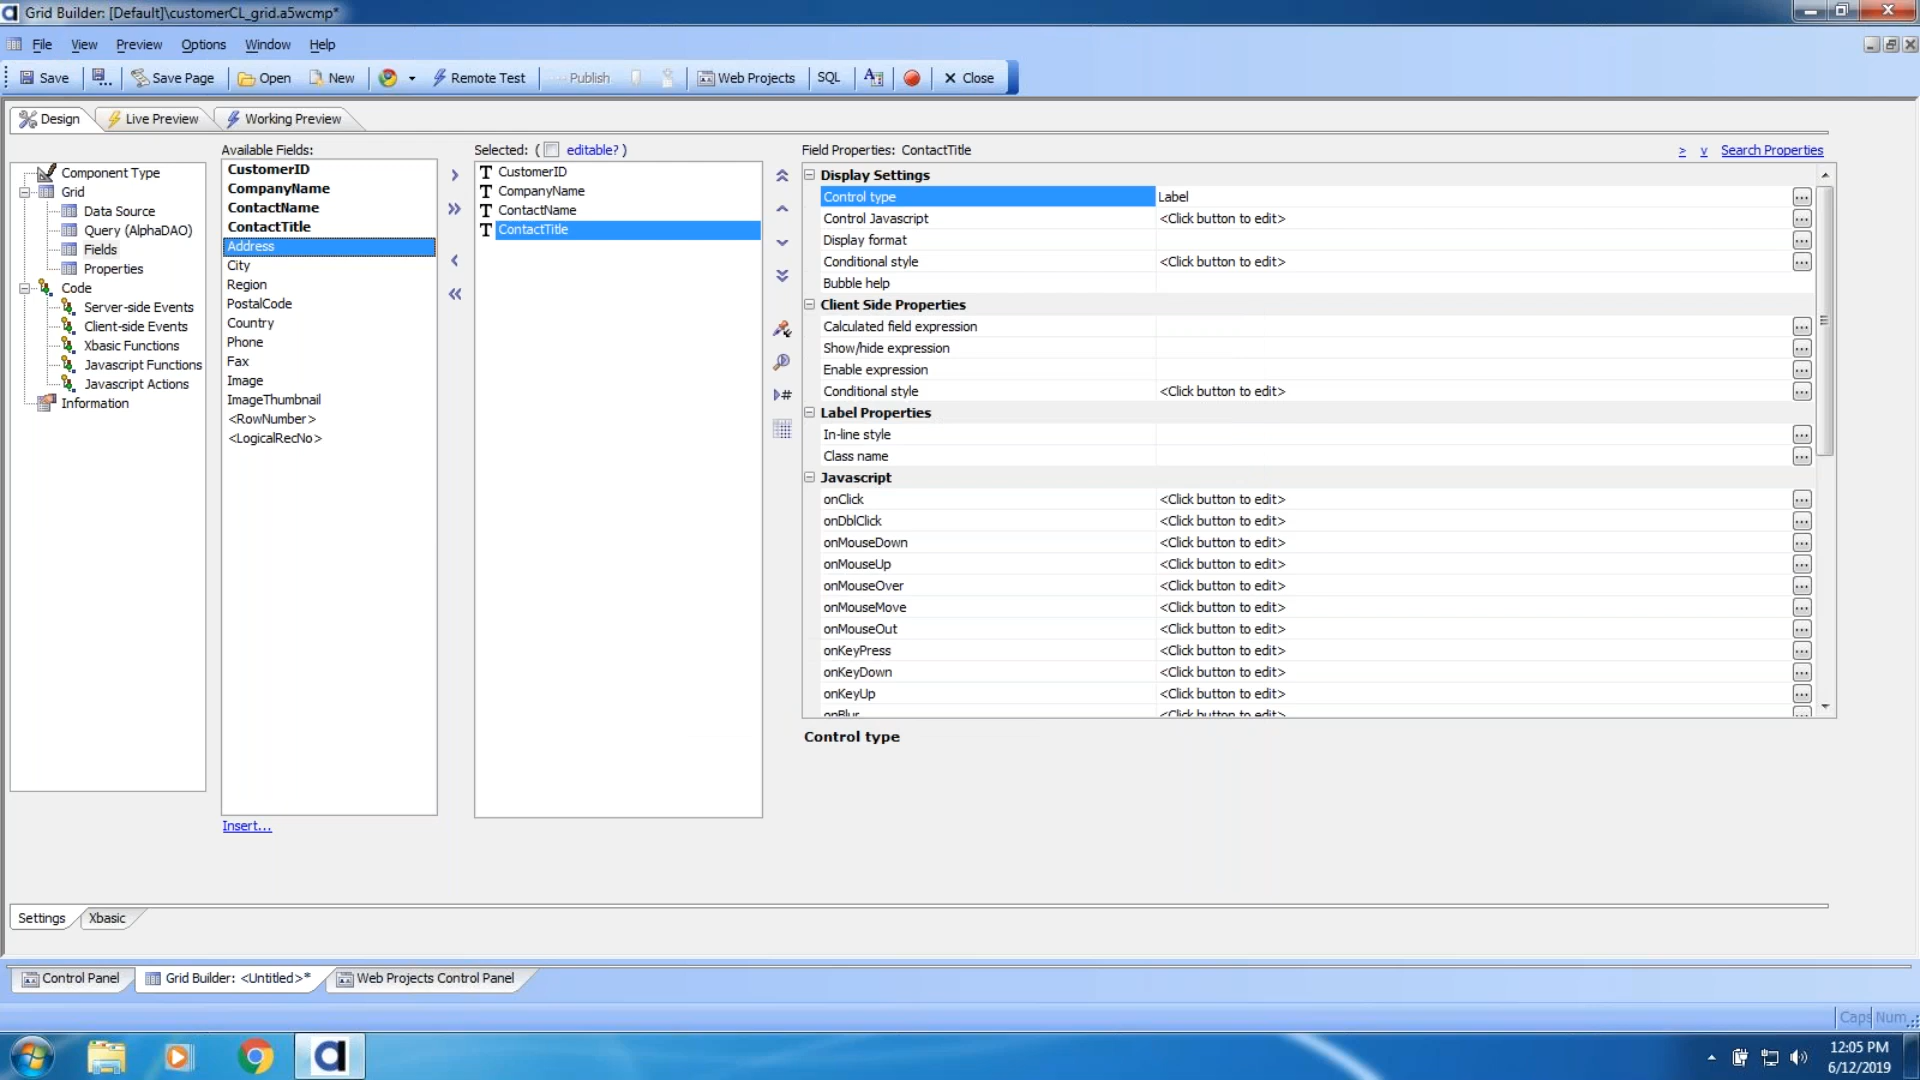 Grid Builder: [Default]\customerCL_grid.a5wcmp*
File View Preview Options Window Help
Save Save Page Open New Remote Test Publish Web Projects SQL Close
Design Live Preview Working Preview
Component Type
Grid
Data Source
Query (AlphaDAO)
Fields
Properties
Code
Server-side Events
Client-side Events
Xbasic Functions
Javascript Functions
Javascript Actions
Information
Available Fields:
CustomerID
CompanyName
ContactName
ContactTitle
Address
City
Region
PostalCode
Country
Phone
Fax
Image
ImageThumbnail
<RowNumber>
<LogicalRecNo>
Insert...
Selected: ( editable? )
T CustomerID
T CompanyName
T ContactName
T ContactTitle
Field Properties: ContactTitle
> v Search Properties
Display Settings
Control type Label
Control Javascript <Click button to edit>
Display format
Conditional style <Click button to edit>
Bubble help
Client Side Properties
Calculated field expression
Show/hide expression
Enable expression
Conditional style <Click button to edit>
Label Properties
In-line style
Class name
Javascript
onClick <Click button to edit>
onDblClick <Click button to edit>
onMouseDown <Click button to edit>
onMouseUp <Click button to edit>
onMouseOver <Click button to edit>
onMouseMove <Click button to edit>
onMouseOut <Click button to edit>
onKeyPress <Click button to edit>
onKeyDown <Click button to edit>
onKeyUp <Click button to edit>
onBlur <Click button to edit>
Control type
Settings Xbasic
Control Panel Grid Builder: <Untitled>* Web Projects Control Panel
Caps Num
12:05 PM
6/12/2019